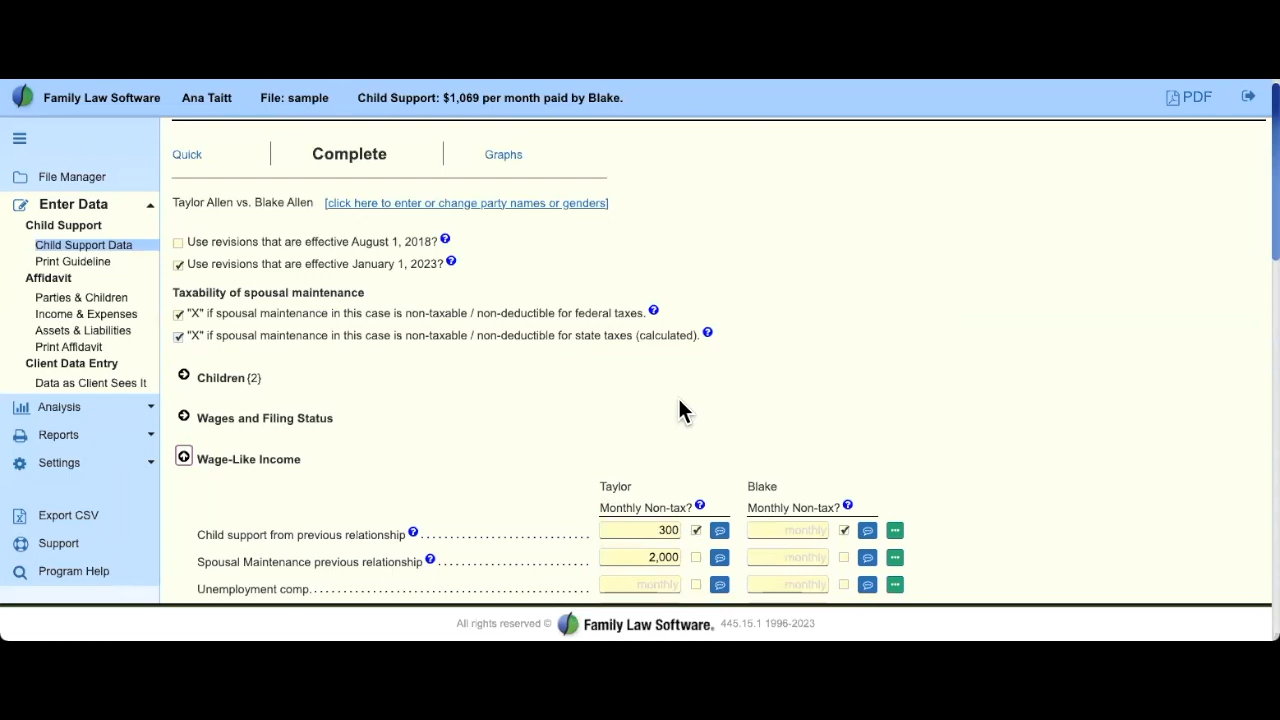 Family Law Software Ana Taitt File: sample Child Support: $1,069 per month paid by Blake. PDF
File Manager
Enter Data
Child Support
Child Support Data
Print Guideline
Affidavit
Parties & Children
Income & Expenses
Assets & Liabilities
Print Affidavit
Client Data Entry
Data as Client Sees It
Analysis
Reports
Settings
Export CSV
Support
Program Help
Quick Complete Graphs
Taylor Allen vs. Blake Allen [click here to enter or change party names or genders]
Use revisions that are effective August 1, 2018?
Use revisions that are effective January 1, 2023?
Taxability of spousal maintenance
"X" if spousal maintenance in this case is non-taxable / non-deductible for federal taxes.
"X" if spousal maintenance in this case is non-taxable / non-deductible for state taxes (calculated).
Children {2}
Wages and Filing Status
Wage-Like Income
Taylor Blake
Monthly Non-tax? Monthly Non-tax?
Child support from previous relationship 300 monthly
Spousal Maintenance previous relationship 2,000 monthly
Unemployment comp. monthly monthly
All rights reserved © Family Law Software. 445.15.1 1996-2023